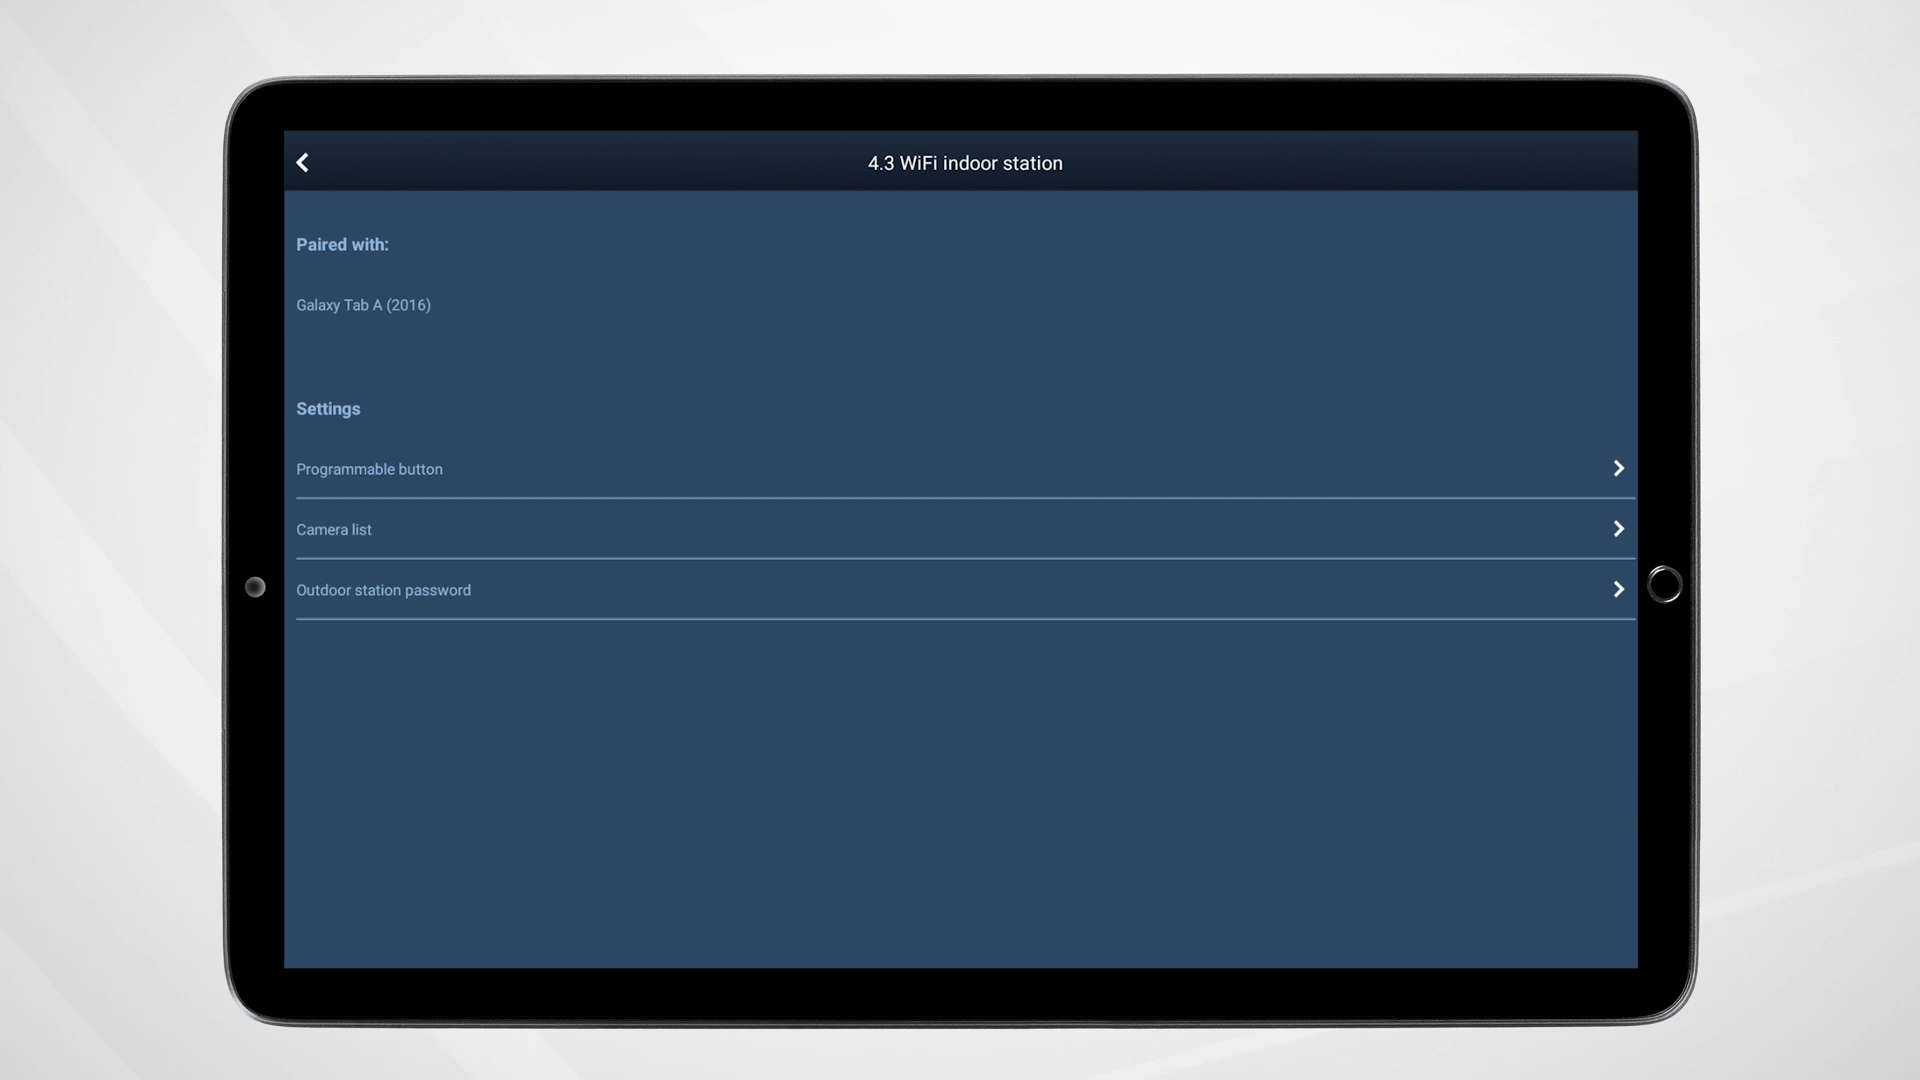 4.3 WiFi indoor station
Paired with:
Galaxy Tab A (2016)
Settings
Programmable button
Camera list
Outdoor station password